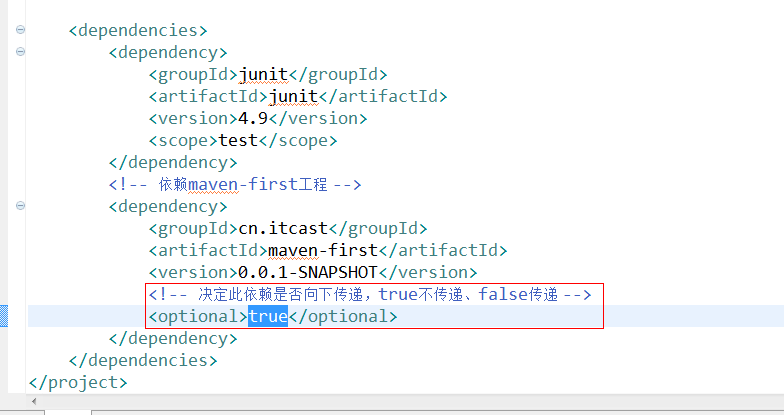 <dependencies>
<dependency>
<groupId>junit</groupId>
<artifactId>junit</artifactId>
<version>4.9</version>
<scope>test</scope>
</dependency>
<!-- 依赖maven-first工程 -->
<dependency>
<groupId>cn.itcast</groupId>
<artifactId>maven-first</artifactId>
<version>0.0.1-SNAPSHOT</version>
<!-- 决定此依赖是否向下传递，true不传递、false传递 -->
<optional>true</optional>
</dependency>
</dependencies>
</project>